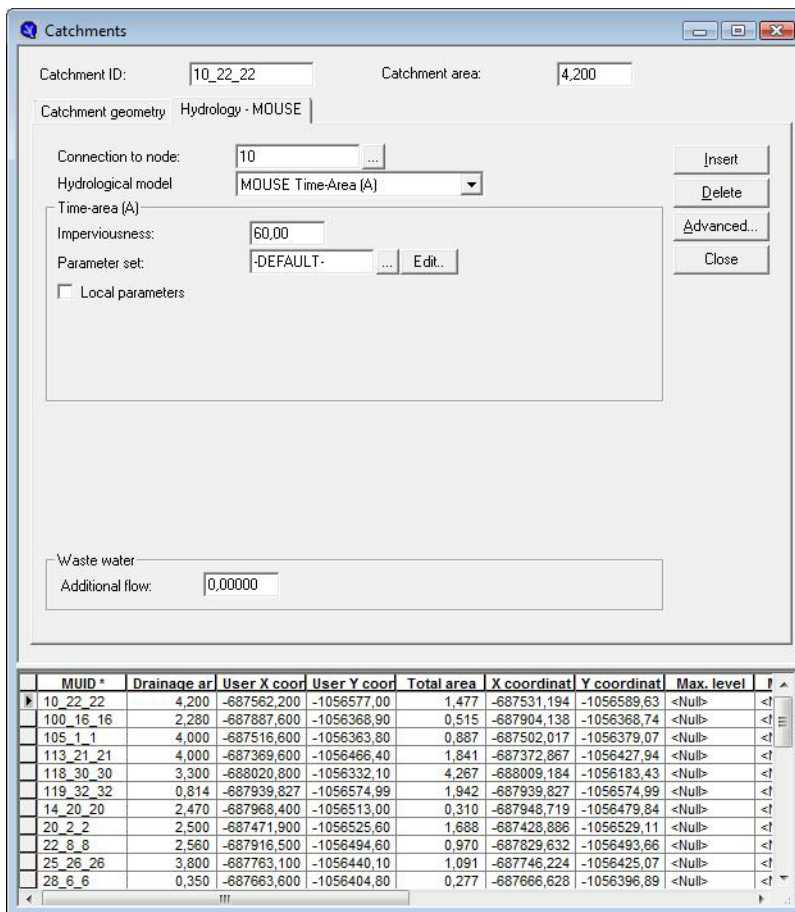 Catchments
Catchment ID: 10_22_22 Catchment area: 4,200
Catchment geometry Hydrology - MOUSE
Connection to node: 10 ... Insert
Hydrological model MOUSE Time-Area (A) Delete
Time-area (A)
Imperviousness: 60,00 Advanced...
Parameter set: -DEFAULT- ... Edit.. Close
Local parameters
Waste water
Additional flow: 0,00000
MUID * Drainage ar User X coor User Y coor Total area X coordinat Y coordinat Max. level
10_22_22 4,200 -687562,200 -1056577,00 1,477 -687531,194 -1056589,63 <Null>
100_16_16 2,280 -687887,600 -1056368,90 0,515 -687904,138 -1056368,74 <Null>
105_1_1 4,000 -687516,600 -1056363,80 0,887 -687502,017 -1056379,07 <Null>
113_21_21 4,000 -687369,600 -1056466,40 1,841 -687372,867 -1056427,94 <Null>
118_30_30 3,300 -688020,800 -1056332,10 4,267 -688009,184 -1056183,43 <Null>
119_32_32 0,814 -687939,827 -1056574,99 1,942 -687939,827 -1056574,99 <Null>
14_20_20 2,470 -687968,400 -1056513,00 0,310 -687948,719 -1056479,84 <Null>
20_2_2 2,500 -687471,900 -1056525,60 1,688 -687428,886 -1056529,11 <Null>
22_8_8 2,560 -687916,500 -1056494,60 0,970 -687829,632 -1056493,66 <Null>
25_26_26 3,800 -687763,100 -1056440,10 1,091 -687746,224 -1056425,07 <Null>
28_6_6 0,350 -687663,600 -1056404,80 0,277 -687666,628 -1056396,89 <Null>